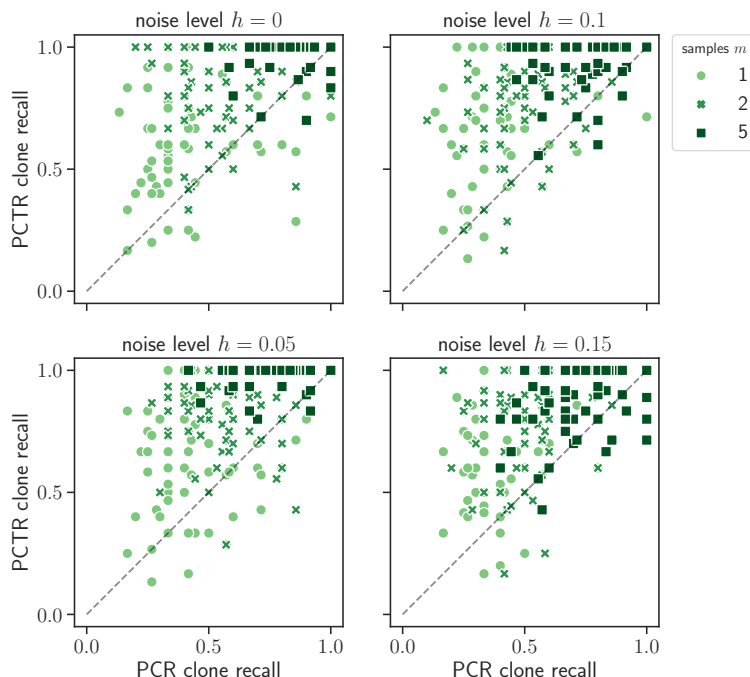 noise level h = 0
noise level h = 0.1
samples m
1
2
5
1.0
0.5
0.0
PCTR clone recall
noise level h = 0.05
noise level h = 0.15
1.0
0.5
0.0
PCTR clone recall
0.0 0.5 1.0
0.0 0.5 1.0
PCR clone recall
PCR clone recall